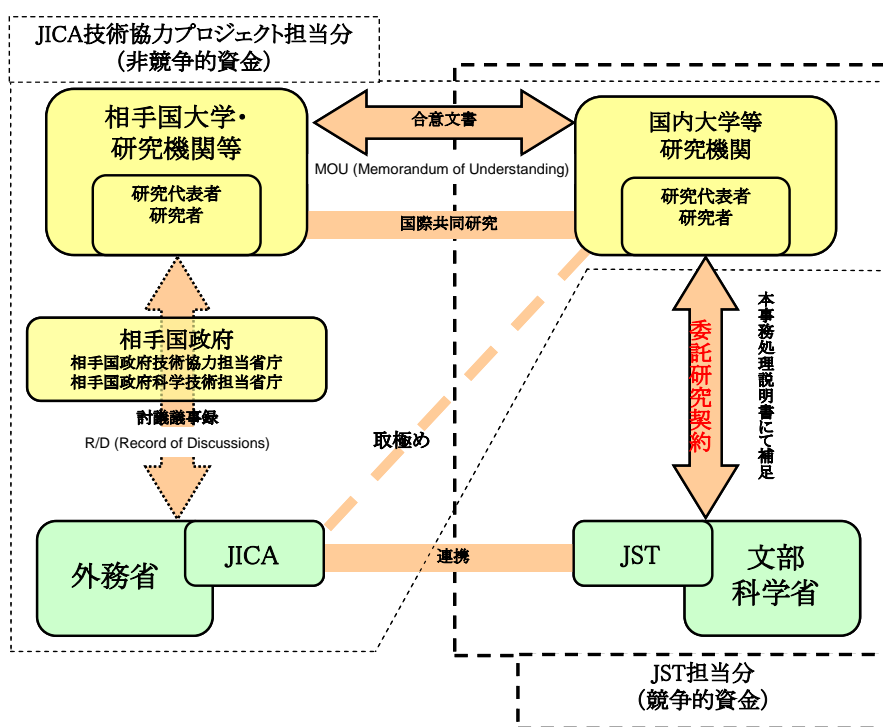 JICA技術協力プロジェクト担当分
(非競争的資金)
相手国大学・
研究機関等
研究代表者
研究者
合意文書
MOU (Memorandum of Understanding)
国際共同研究
国内大学等
研究機関
研究代表者
研究者
相手国政府
相手国政府技術協力担当省庁
相手国政府科学技術担当省庁
討議議事録
R/D (Record of Discussions)
取極め
委託研究契約
本事務処理説明書にて補足
外務省
JICA
連携
JST
文部
科学省
JST担当分
(競争的資金)